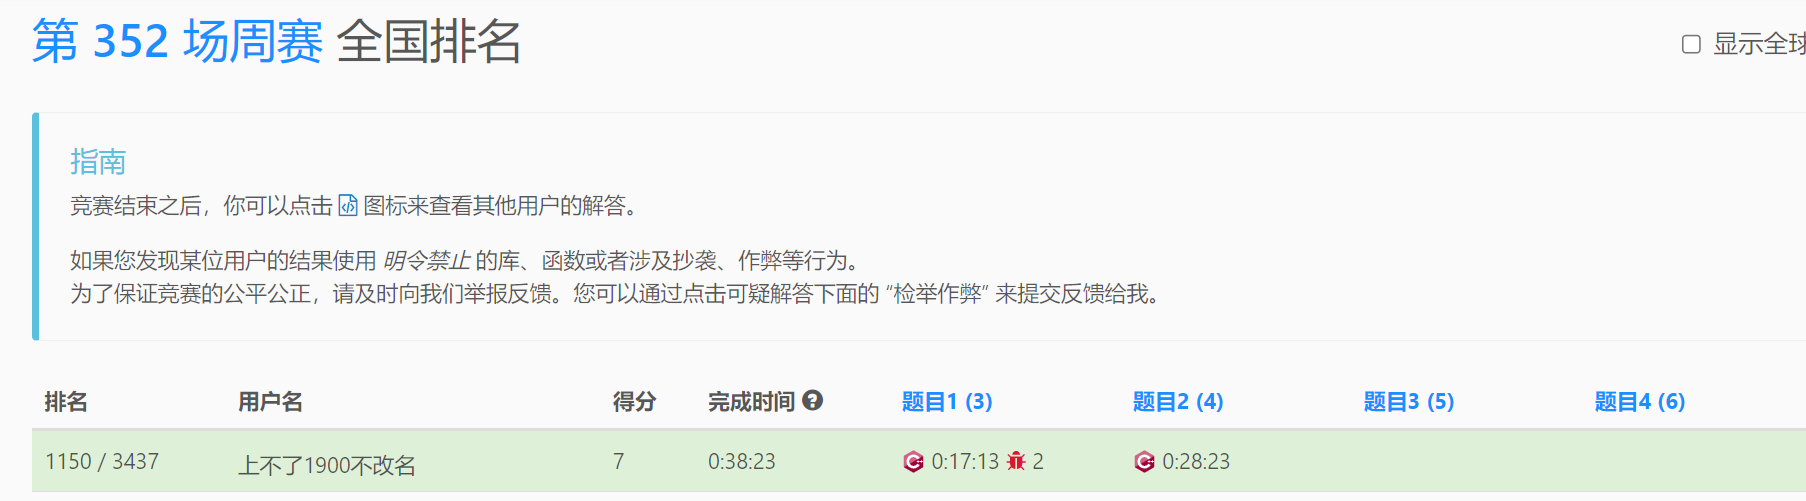 第 352 场周赛 全国排名
显示全球
指南
竞赛结束之后，你可以点击 图标来查看其他用户的解答。
如果您发现某位用户的结果使用 明令禁止 的库、函数或者涉及抄袭、作弊等行为。
为了保证竞赛的公平公正，请及时向我们举报反馈。您可以通过点击可疑解答下面的 “检举作弊” 来提交反馈给我。
排名 用户名 得分 完成时间 题目1 (3) 题目2 (4) 题目3 (5) 题目4 (6)
1150 / 3437 上不了1900不改名 7 0:38:23 0:17:13 2 0:28:23